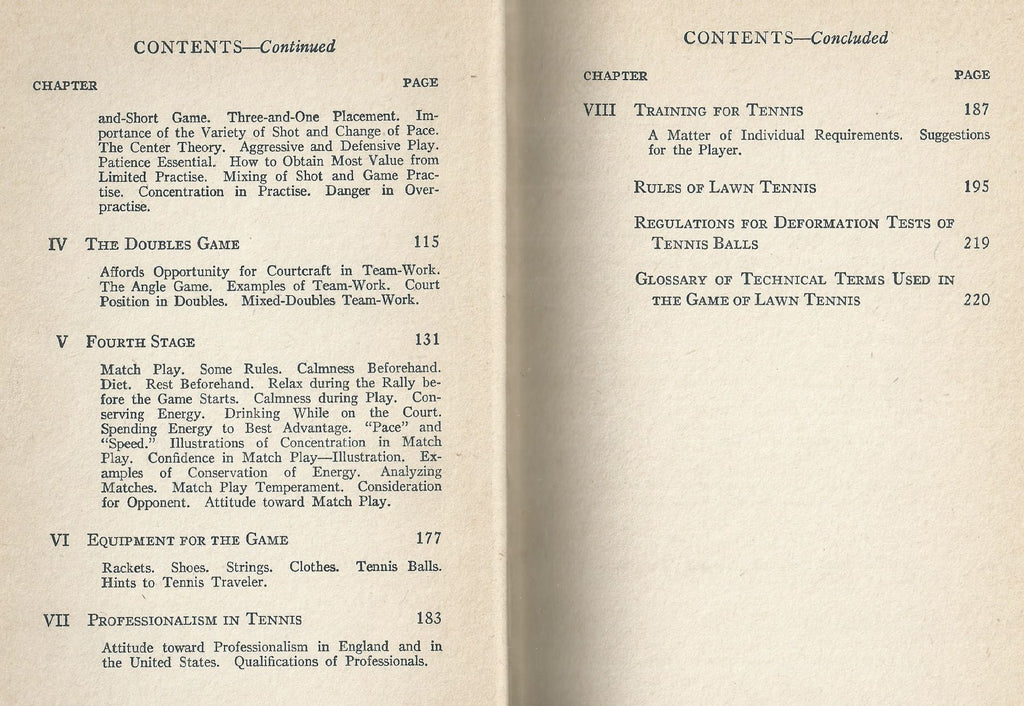 CONTENTS—Continued
CHAPTER PAGE
and-Short Game. Three-and-One Placement. Im-
portance of the Variety of Shot and Change of Pace.
The Center Theory. Aggressive and Defensive Play.
Patience Essential. How to Obtain Most Value from
Limited Practise. Mixing of Shot and Game Prac-
tise. Concentration in Practise. Danger in Over-
practise.
IV THE DOUBLES GAME 115
Affords Opportunity for Courtcraft in Team-Work.
The Angle Game. Examples of Team-Work. Court
Position in Doubles. Mixed-Doubles Team-Work.
V FOURTH STAGE 131
Match Play. Some Rules. Calmness Beforehand.
Diet. Rest Beforehand. Relax during the Rally be-
fore the Game Starts. Calmness during Play. Con-
serving Energy. Drinking While on the Court.
Spending Energy to Best Advantage. "Pace" and
"Speed." Illustrations of Concentration in Match
Play. Confidence in Match Play—Illustration. Ex-
amples of Conservation of Energy. Analyzing
Matches. Match Play Temperament. Consideration
for Opponent. Attitude toward Match Play.
VI EQUIPMENT FOR THE GAME 177
Rackets. Shoes. Strings. Clothes. Tennis Balls.
Hints to Tennis Traveler.
VII PROFESSIONALISM IN TENNIS 183
Attitude toward Professionalism in England and in
the United States. Qualifications of Professionals.
CONTENTS—Concluded
CHAPTER PAGE
VIII TRAINING FOR TENNIS 187
A Matter of Individual Requirements. Suggestions
for the Player.
RULES OF LAWN TENNIS 195
REGULATIONS FOR DEFORMATION TESTS OF
TENNIS BALLS 219
GLOSSARY OF TECHNICAL TERMS USED IN
THE GAME OF LAWN TENNIS 220